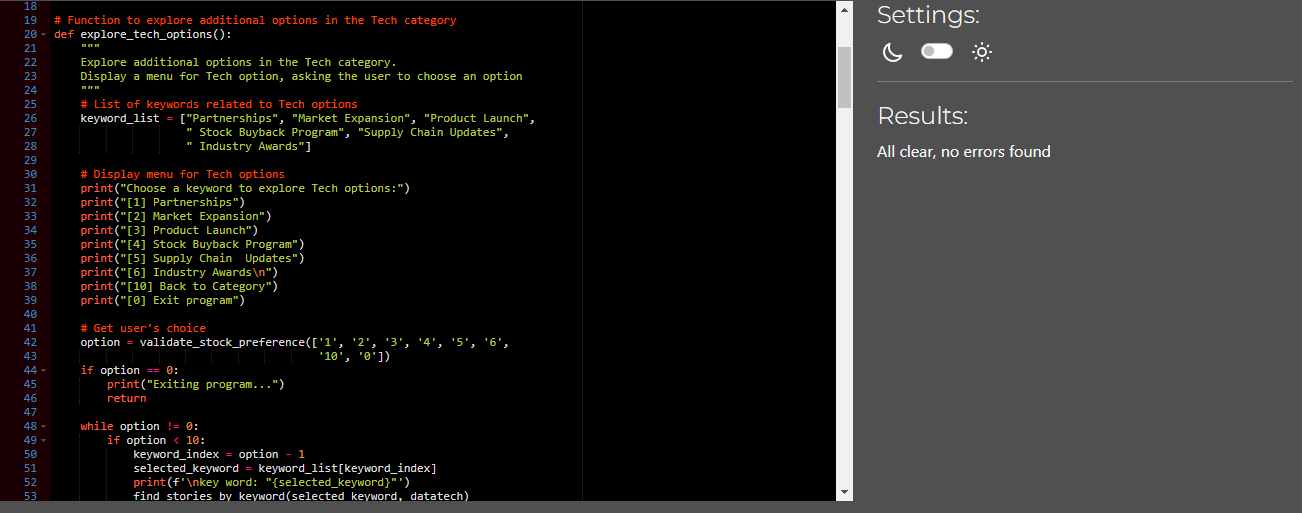 18
19 # Function to explore additional options in the Tech category
20 def explore_tech_options():
21     """
22     Explore additional options in the Tech category.
23     Display a menu for Tech option, asking the user to choose an option
24     """
25     # List of keywords related to Tech options
26     keyword_list = ["Partnerships", "Market Expansion", "Product Launch",
27                     " Stock Buyback Program", "Supply Chain Updates",
28                     " Industry Awards"]
29
30     # Display menu for Tech options
31     print("Choose a keyword to explore Tech options:")
32     print("[1] Partnerships")
33     print("[2] Market Expansion")
34     print("[3] Product Launch")
35     print("[4] Stock Buyback Program")
36     print("[5] Supply Chain  Updates")
37     print("[6] Industry Awards\n")
38     print("[10] Back to Category")
39     print("[0] Exit program")
40
41     # Get user's choice
42     option = validate_stock_preference(['1', '2', '3', '4', '5', '6',
43                                         '10', '0'])
44     if option == 0:
45         print("Exiting program...")
46         return
47
48     while option != 0:
49         if option < 10:
50             keyword_index = option - 1
51             selected_keyword = keyword_list[keyword_index]
52             print(f'\nkey word: "{selected_keyword}"')
53             find_stories_by_keyword(selected_keyword, datatech)
Settings:
Results:
All clear, no errors found